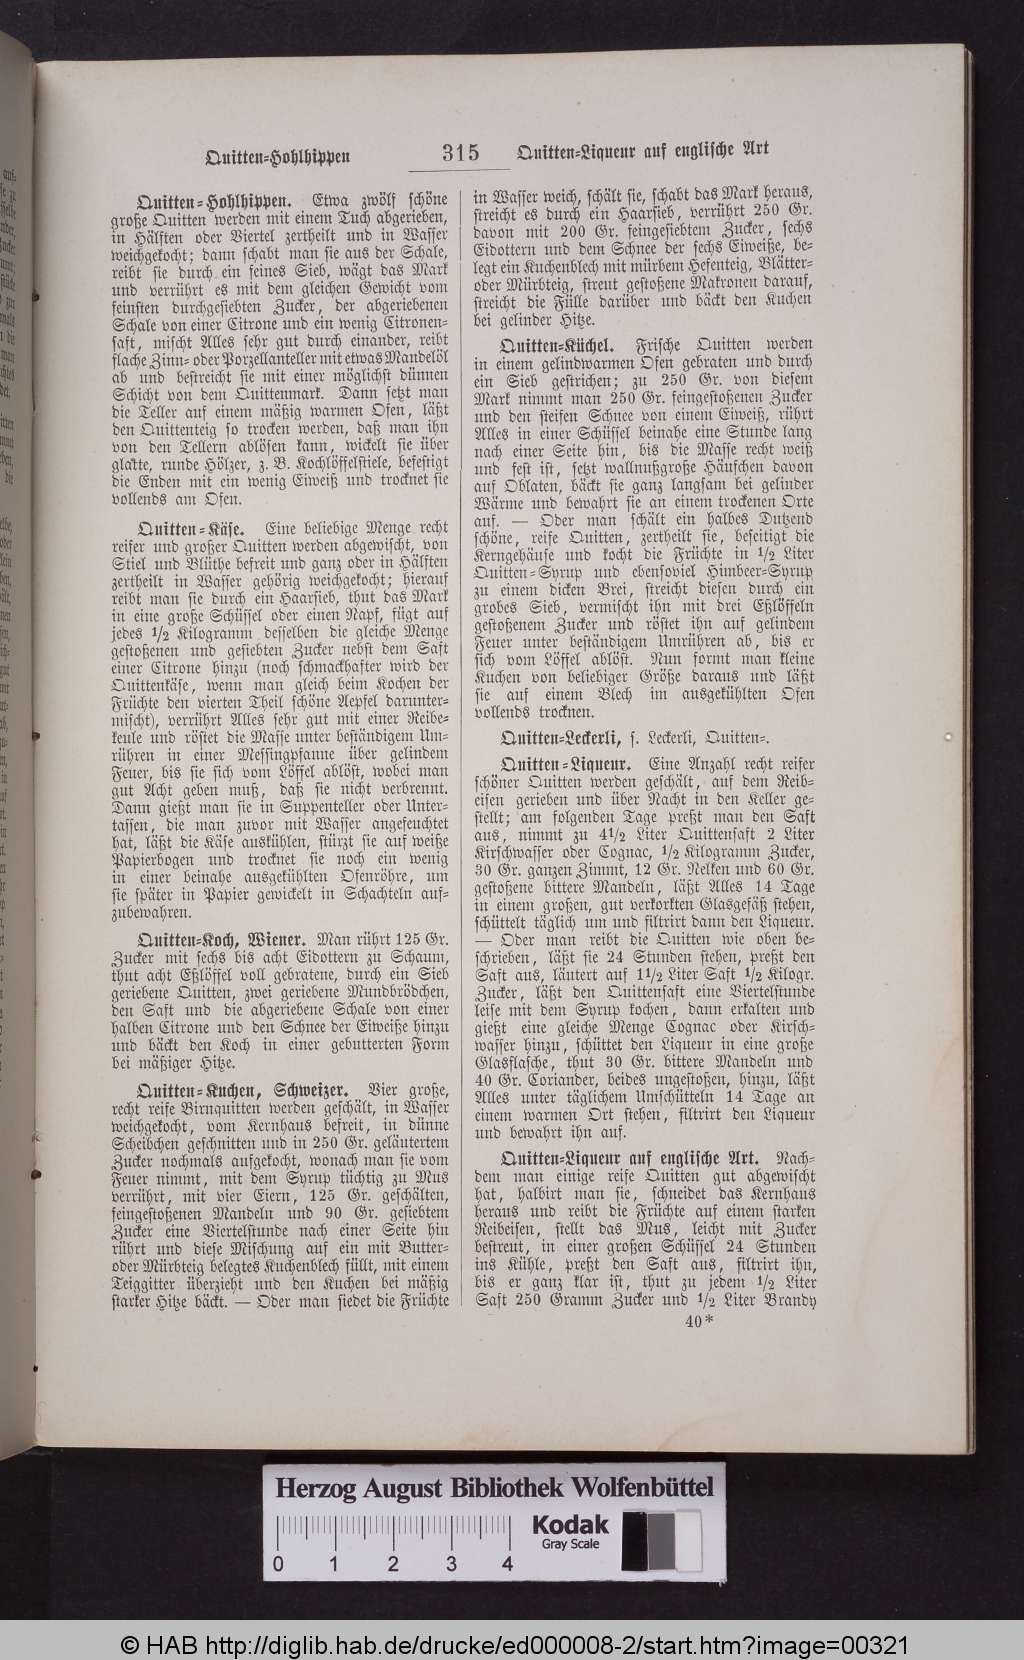 Quitten-Hohlhippen 315 Quitten-Liqueur auf englische Art
Quitten-Hohlhippen. Etwa zwölf schöne
große Quitten werden mit einem Tuch abgerieben,
in Hälften oder Viertel zertheilt und in Wasser
weichgekocht; dann schabt man sie aus der Schale,
reibt sie durch ein feines Sieb, wägt das Mark
und verrührt es mit dem gleichen Gewicht vom
feinsten durchgesiebten Zucker, der abgeriebenen
Schale von einer Citrone und ein wenig Citronen-
saft, mischt Alles sehr gut durch einander, reibt
flache Zinn- oder Porzellanteller mit etwas Mandelöl
ab und bestreicht sie mit einer möglichst dünnen
Schicht von dem Quittenmark. Dann setzt man
die Teller auf einem mäßig warmen Ofen, läßt
den Quittenteig so trocken werden, daß man ihn
von den Tellern ablösen kann, wickelt sie über
glatte, runde Hölzer, z. B. Kochlöffelstiele, befestigt
die Enden mit ein wenig Eiweiß und trocknet sie
vollends am Ofen.
Quitten-Käse. Eine beliebige Menge recht
reifer und großer Quitten werden abgewischt, von
Stiel und Blüthe befreit und ganz oder in Hälften
zertheilt in Wasser gehörig weichgekocht; hierauf
reibt man sie durch ein Haarsieb, thut das Mark
in eine große Schüssel oder einen Napf, fügt auf
jedes 1/2 Kilogramm desselben die gleiche Menge
gestoßenen und gesiebten Zucker nebst dem Saft
einer Citrone hinzu (noch schmackhafter wird der
Quittenkäse, wenn man gleich beim Kochen der
Früchte den vierten Theil schöne Aepfel darunter-
mischt), verrührt Alles sehr gut mit einer Reibe-
keule und röstet die Masse unter beständigem Um-
rühren in einer Messingpfanne über gelindem
Feuer, bis sie sich vom Löffel ablöst, wobei man
gut Acht geben muß, daß sie nicht verbrennt.
Dann gießt man sie in Suppenteller oder Unter-
tassen, die man zuvor mit Wasser angefeuchtet
hat, läßt die Käse auskühlen, stürzt sie auf weiße
Papierbogen und trocknet sie noch ein wenig
in einer beinahe ausgekühlten Ofenröhre, um
sie später in Papier gewickelt in Schachteln auf-
zubewahren.
Quitten-Koch, Wiener. Man rührt 125 Gr.
Zucker mit sechs bis acht Eidottern zu Schaum,
thut acht Eßlöffel voll gebratene, durch ein Sieb
geriebene Quitten, zwei geriebene Mundbrödchen,
den Saft und die abgeriebene Schale von einer
halben Citrone und den Schnee der Eiweiße hinzu
und bäckt den Koch in einer gebutterten Form
bei mäßiger Hitze.
Quitten-Kuchen, Schweizer. Vier große,
recht reife Birnquitten werden geschält, in Wasser
weichgekocht, vom Kernhaus befreit, in dünne
Scheibchen geschnitten und in 250 Gr. geläutertem
Zucker nochmals aufgekocht, wonach man sie vom
Feuer nimmt, mit dem Syrup tüchtig zu Mus
verrührt, mit vier Eiern, 125 Gr. geschälten,
feingestoßenen Mandeln und 90 Gr. gesiebtem
Zucker eine Viertelstunde nach einer Seite hin
rührt und diese Mischung auf ein mit Butter-
oder Mürbteig belegtes Kuchenblech füllt, mit einem
Teiggitter überzieht und den Kuchen bei mäßig
starker Hitze bäckt. — Oder man siedet die Früchte
in Wasser weich, schält sie, schabt das Mark heraus,
streicht es durch ein Haarsieb, verrührt 250 Gr.
davon mit 200 Gr. feingesiebtem Zucker, sechs
Eidottern und dem Schnee der sechs Eiweiße, be-
legt ein Kuchenblech mit mürbem Hefenteig, Blätter-
oder Mürbteig, streut gestoßene Makronen darauf,
streicht die Fülle darüber und bäckt den Kuchen
bei gelinder Hitze.
Quitten-Küchel. Frische Quitten werden
in einem gelindwarmen Ofen gebraten und durch
ein Sieb gestrichen; zu 250 Gr. von diesem
Mark nimmt man 250 Gr. feingestoßenen Zucker
und den steifen Schnee von einem Eiweiß, rührt
Alles in einer Schüssel beinahe eine Stunde lang
nach einer Seite hin, bis die Masse recht weiß
und fest ist, setzt wallnußgroße Häufchen davon
auf Oblaten, bäckt sie ganz langsam bei gelinder
Wärme und bewahrt sie an einem trockenen Orte
auf. — Oder man schält ein halbes Dutzend
schöne, reife Quitten, zertheilt sie, beseitigt die
Kerngehäuse und kocht die Früchte in 1/2 Liter
Quitten-Syrup und ebensoviel Himbeer-Syrup
zu einem dicken Brei, streicht diesen durch ein
grobes Sieb, vermischt ihn mit drei Eßlöffeln
gestoßenem Zucker und röstet ihn auf gelindem
Feuer unter beständigem Umrühren ab, bis er
sich vom Löffel ablöst. Nun formt man kleine
Kuchen von beliebiger Größe daraus und läßt
sie auf einem Blech im ausgekühlten Ofen
vollends trocknen.
Quitten-Leckerli, s. Leckerli, Quitten-.
Quitten-Liqueur. Eine Anzahl recht reifer
schöner Quitten werden geschält, auf dem Reib-
eisen gerieben und über Nacht in den Keller ge-
stellt; am folgenden Tage preßt man den Saft
aus, nimmt zu 4 1/2 Liter Quittensaft 2 Liter
Kirschwasser oder Cognac, 1/2 Kilogramm Zucker,
30 Gr. ganzen Zimmt, 12 Gr. Nelken und 60 Gr.
gestoßene bittere Mandeln, läßt Alles 14 Tage
in einem großen, gut verkorkten Glasgefäß stehen,
schüttelt täglich um und filtrirt dann den Liqueur.
— Oder man reibt die Quitten wie oben be-
schrieben, läßt sie 24 Stunden stehen, preßt den
Saft aus, läutert auf 1 1/2 Liter Saft 1/2 Kilogr.
Zucker, läßt den Quittensaft eine Viertelstunde
leise mit dem Syrup kochen, dann erkalten und
gießt eine gleiche Menge Cognac oder Kirsch-
wasser hinzu, schüttet den Liqueur in eine große
Glasflasche, thut 30 Gr. bittere Mandeln und
40 Gr. Coriander, beides ungestoßen, hinzu, läßt
Alles unter täglichem Umschütteln 14 Tage an
einem warmen Ort stehen, filtrirt den Liqueur
und bewahrt ihn auf.
Quitten-Liqueur auf englische Art. Nach-
dem man einige reife Quitten gut abgewischt
hat, halbirt man sie, schneidet das Kernhaus
heraus und reibt die Früchte auf einem starken
Reibeisen, stellt das Mus, leicht mit Zucker
bestreut, in einer großen Schüssel 24 Stunden
ins Kühle, preßt den Saft aus, filtrirt ihn,
bis er ganz klar ist, thut zu jedem 1/2 Liter
Saft 250 Gramm Zucker und 1/2 Liter Brandy
40*
Herzog August Bibliothek Wolfenbüttel
Kodak
Gray Scale
0 1 2 3 4
© HAB http://diglib.hab.de/drucke/ed000008-2/start.htm?image=00321